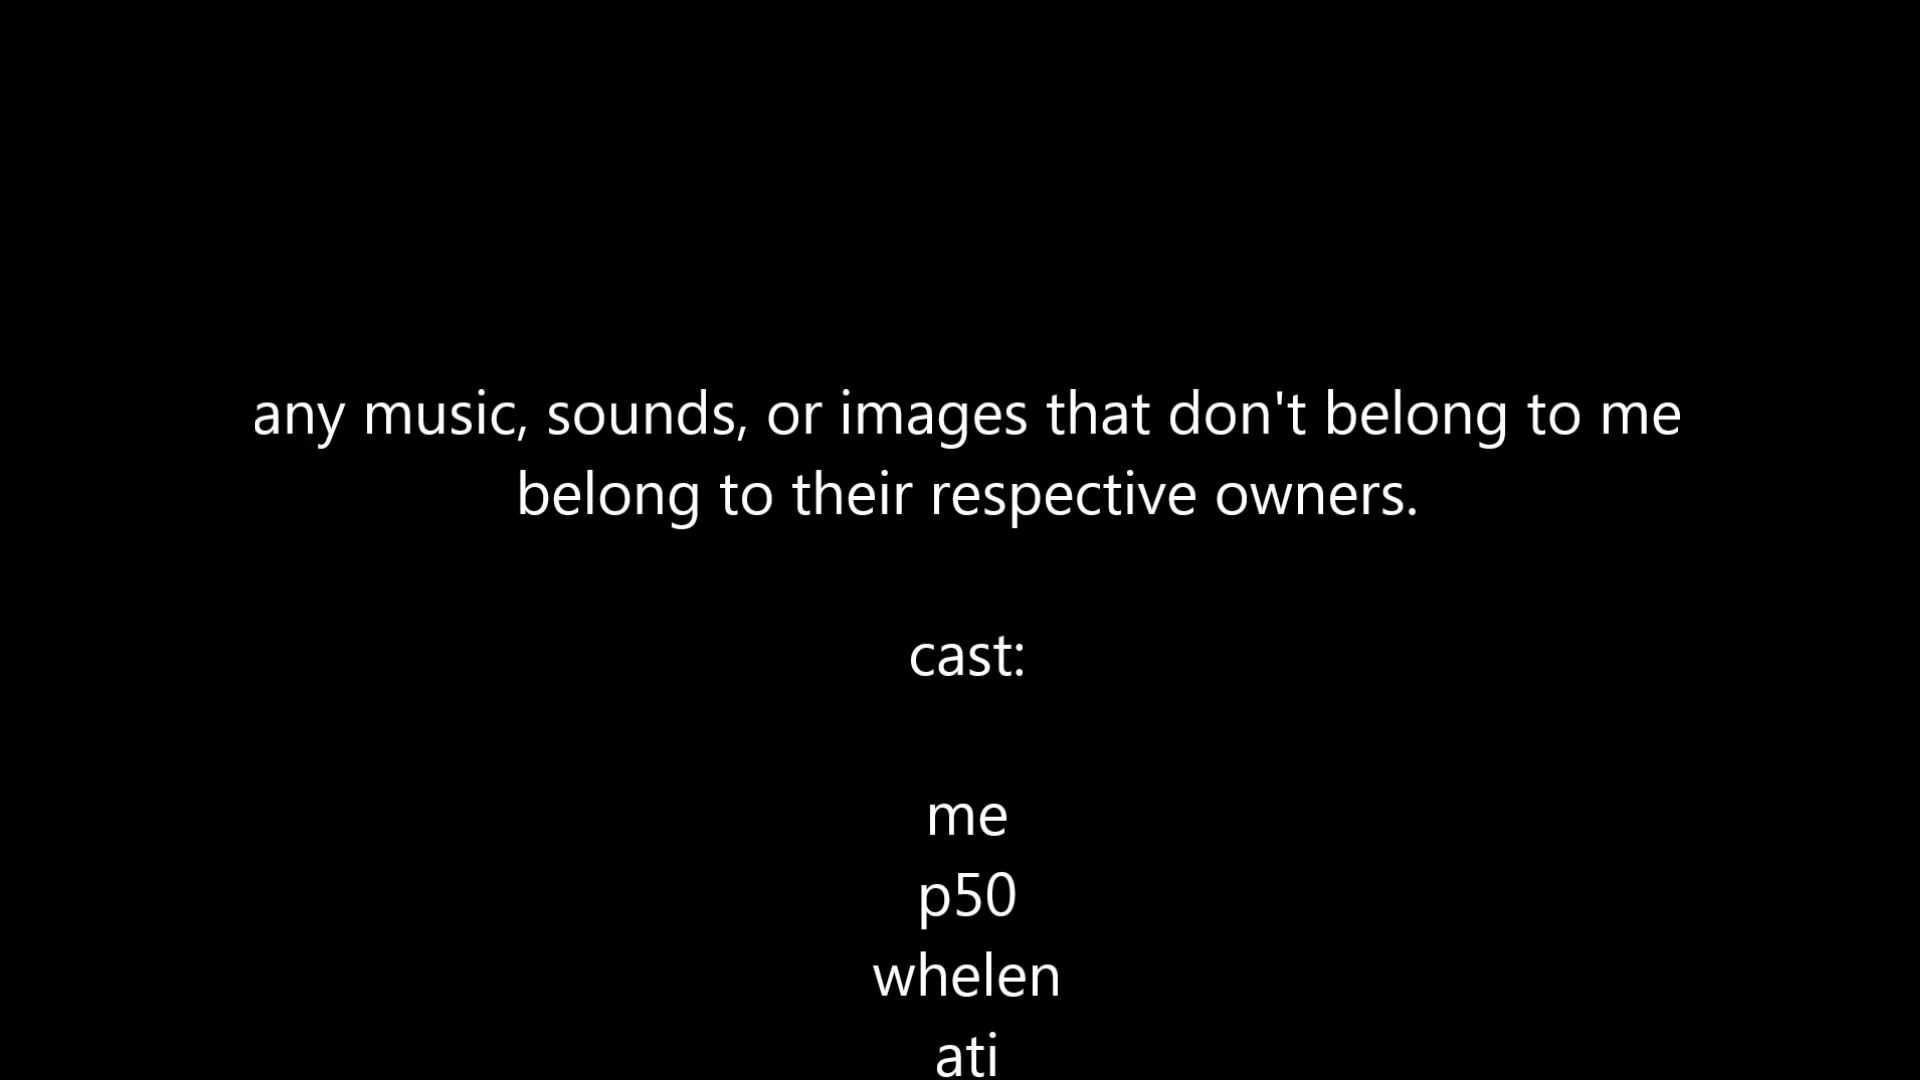 any music, sounds, or images that don't belong to me
belong to their respective owners.
cast:
me
p50
whelen
ati